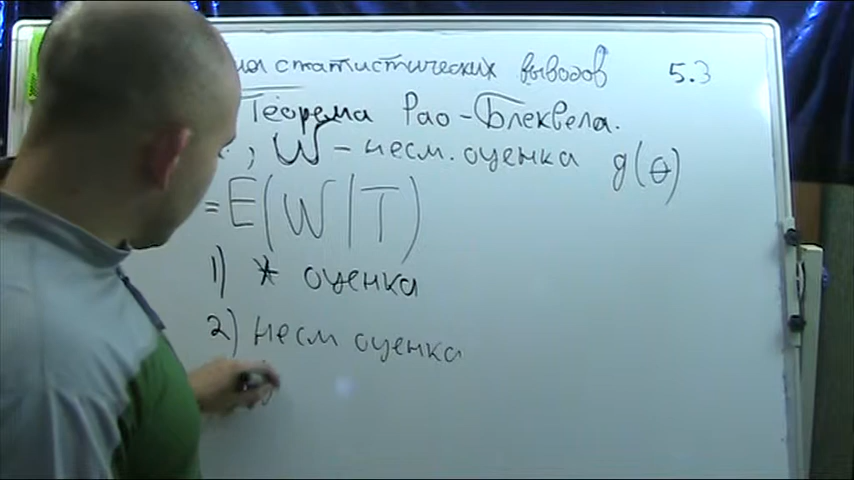 статистических выводов 5.3
Теорема Рао-Блеквела.
, W - несм. оценка g(θ)
= E(W|T)
1) * оценка
2) несм оценка